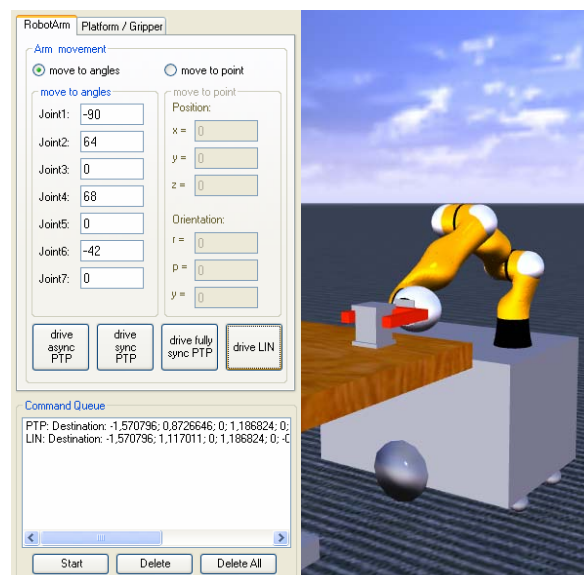 RobotArm Platform / Gripper
Arm movement
move to angles move to point
move to angles move to point
Joint1: -90
Joint2: 64
Joint3: 0
Joint4: 68
Joint5: 0
Joint6: -42
Joint7: 0
Position:
x = 0
y = 0
z = 0
Orientation:
r = 0
p = 0
y = 0
drive async PTP
drive sync PTP
drive fully sync PTP
drive LIN
Command Queue
PTP: Destination: -1,570796; 0,8726646; 0; 1,186824; 0;
LIN: Destination: -1,570796; 1,117011; 0; 1,186824; 0; -0
Start Delete Delete All